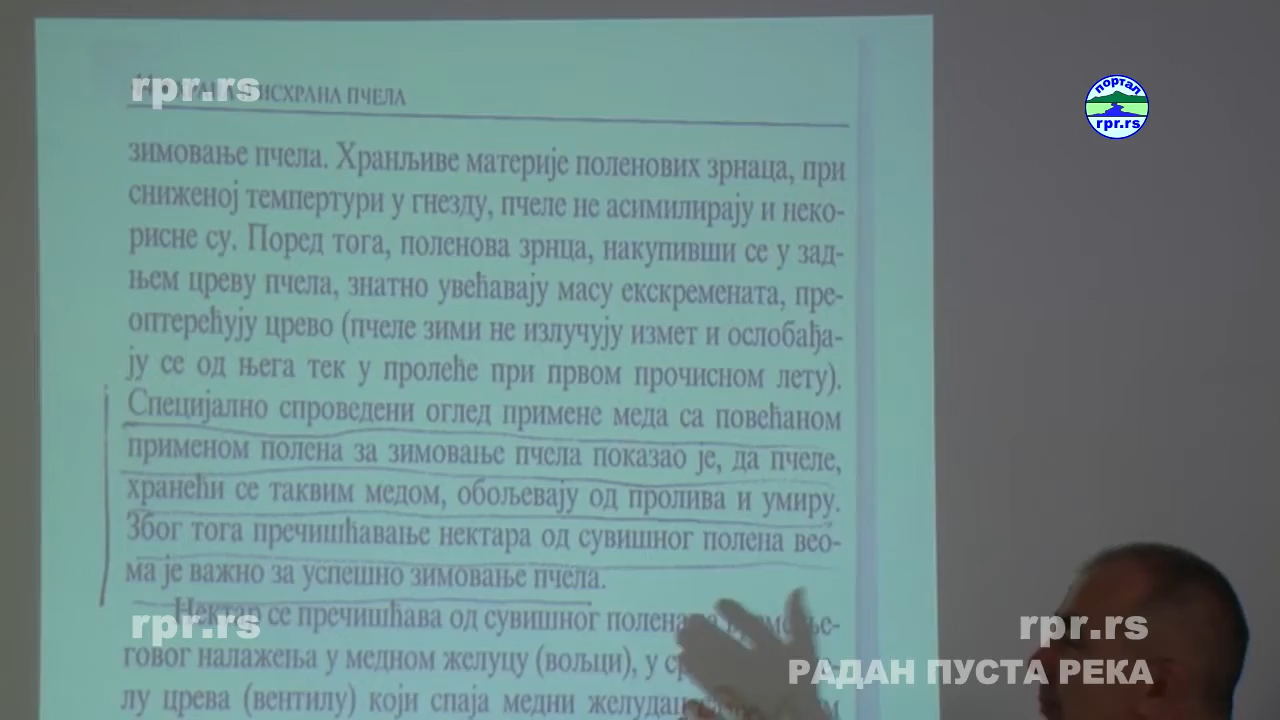 rpr.rs
ИСХРАНА ПЧЕЛА
портал
rpr.rs
зимовање пчела. Хранљиве материје поленових зрнаца, при
сниженој темпертури у гнезду, пчеле не асимилирају и неко-
рисне су. Поред тога, поленова зрнца, накупивши се у зад-
њем цреву пчела, знатно увећавају масу екскремената, пре-
оптерећују црево (пчеле зими не излучују измет и ослобађа-
ју се од њега тек у пролеће при првом прочисном лету).
Специјално спроведени оглед примене меда са повећаном
применом полена за зимовање пчела показао је, да пчеле,
хранећи се таквим медом, обољевају од пролива и умиру.
Због тога пречишћавање нектара од сувишног полена вео-
ма је важно за успешно зимовање пчела.
Нектар се пречишћава од сувишног
говог налажења у медном желуцу (вољци), у
лу црева (вентилу) који спаја медни
rpr.rs
rpr.rs
РАДАН ПУСТА РЕКА